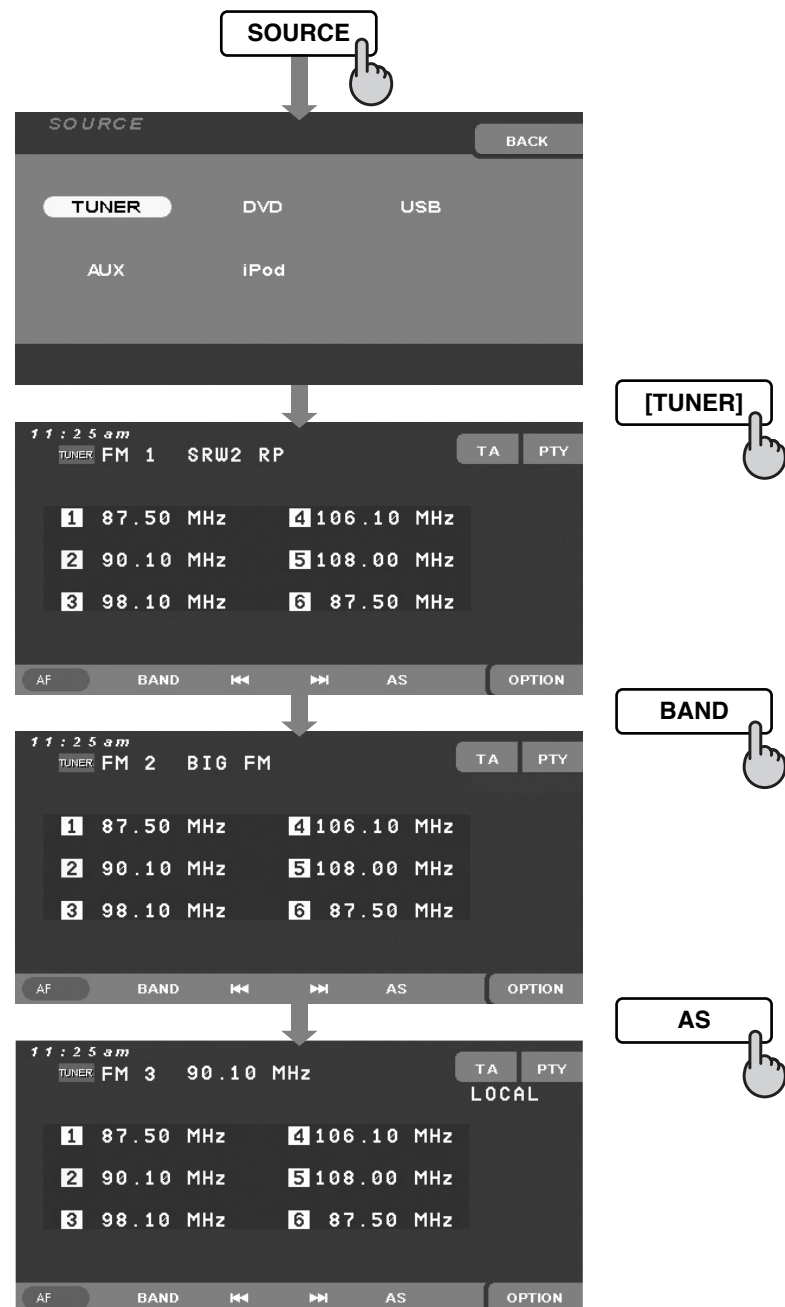 SOURCE
SOURCE
BACK
TUNER DVD USB
AUX iPod
[TUNER]
11:25 am
TUNER FM 1 SRW2 RP TA PTY
1 87.50 MHz 4 106.10 MHz
2 90.10 MHz 5 108.00 MHz
3 98.10 MHz 6 87.50 MHz
AF BAND AS OPTION
BAND
11:25 am
TUNER FM 2 BIG FM TA PTY
1 87.50 MHz 4 106.10 MHz
2 90.10 MHz 5 108.00 MHz
3 98.10 MHz 6 87.50 MHz
AF BAND AS OPTION
AS
11:25 am
TUNER FM 3 90.10 MHz TA PTY
LOCAL
1 87.50 MHz 4 106.10 MHz
2 90.10 MHz 5 108.00 MHz
3 98.10 MHz 6 87.50 MHz
AF BAND AS OPTION